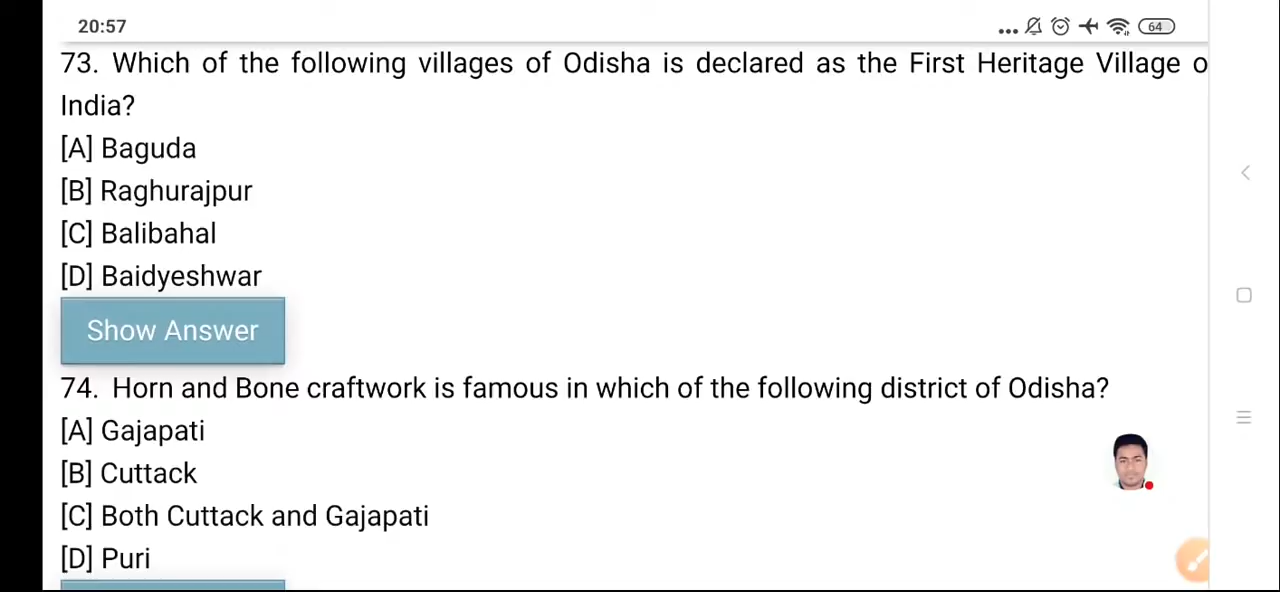 20:57
64
73. Which of the following villages of Odisha is declared as the First Heritage Village o
India?
[A] Baguda
[B] Raghurajpur
[C] Balibahal
[D] Baidyeshwar
Show Answer
74. Horn and Bone craftwork is famous in which of the following district of Odisha?
[A] Gajapati
[B] Cuttack
[C] Both Cuttack and Gajapati
[D] Puri